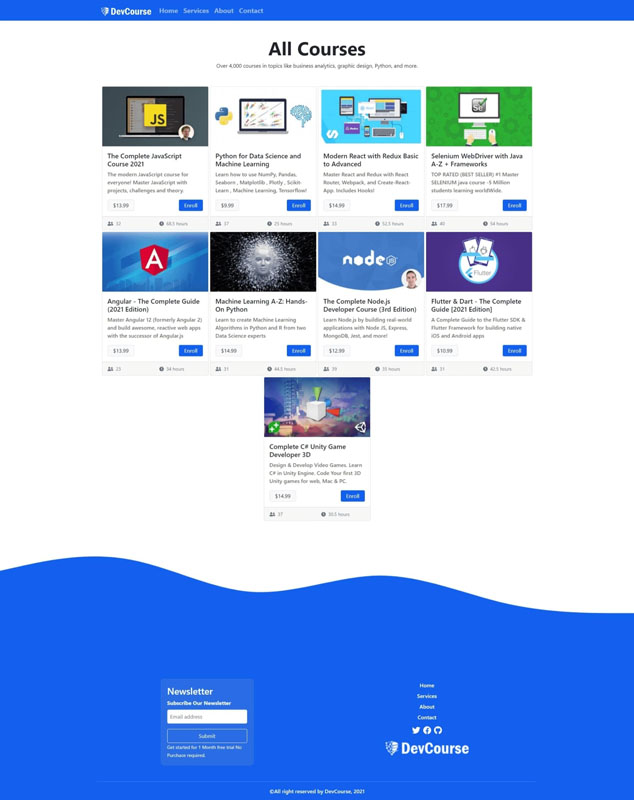 DevCourse Home Services About Contact
All Courses
Over 4,000 courses in topics like business analytics, graphic design, Python, and more.
JS
The Complete JavaScript
Course 2021
The modern JavaScript course for
everyone! Master JavaScript with
projects, challenges and theory.
$13.99 Enroll
32 68.5 hours
Python for Data Science and
Machine Learning
Learn how to use NumPy, Pandas,
Seaborn , Matplotlib , Plotly , Scikit-
Learn , Machine Learning, Tensorflow!
$9.99 Enroll
37 25 hours
Modern React with Redux Basic
to Advanced
Master React and Redux with React
Router, Webpack, and Create-React-
App. Includes Hooks!
$14.99 Enroll
33 52.5 hours
Se
Selenium WebDriver with Java
A-Z + Frameworks
TOP RATED (BEST SELLER) #1 Master
SELENIUM java course -5 Million
students learning worldWide.
$17.99 Enroll
40 54 hours
A
Angular - The Complete Guide
(2021 Edition)
Master Angular 12 (formerly Angular 2)
and build awesome, reactive web apps
with the successor of Angular.js
$13.99 Enroll
23 34 hours
Machine Learning A-Z: Hands-
On Python
Learn to create Machine Learning
Algorithms in Python and R from two
Data Science experts
$14.99 Enroll
31 44.5 hours
node JS
The Complete Node.js
Developer Course (3rd Edition)
Learn Node.js by building real-world
applications with Node JS, Express,
MongoDB, Jest, and more!
$12.99 Enroll
39 35 hours
Flutter
Flutter & Dart - The Complete
Guide [2021 Edition]
A Complete Guide to the Flutter SDK &
Flutter Framework for building native
iOS and Android apps
$10.99 Enroll
31 42.5 hours
Complete C# Unity Game
Developer 3D
Design & Develop Video Games. Learn
C# in Unity Engine. Code Your first 3D
Unity games for web, Mac & PC.
$14.99 Enroll
37 30.5 hours
Newsletter
Subscribe Our Newsletter
Email address
Submit
Get started for 1 Month free trial No
Purchase required.
Home
Services
About
Contact
DevCourse
©All right reserved by DevCourse, 2021